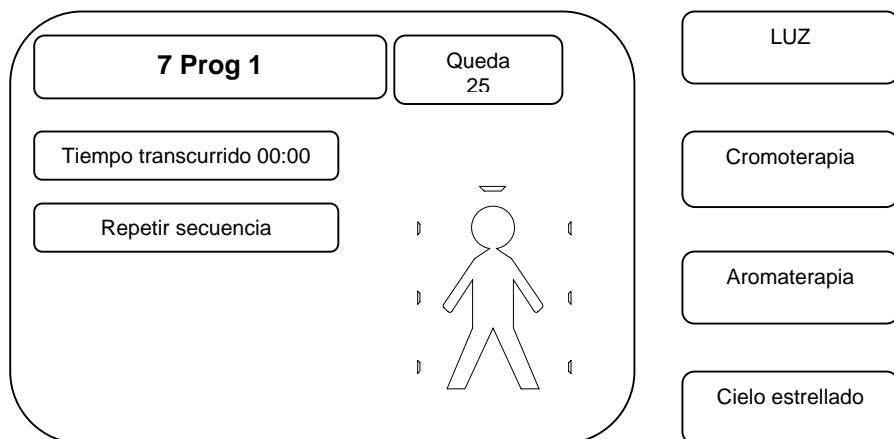 7 Prog 1
Queda
25
Tiempo transcurrido 00:00
Repetir secuencia
LUZ
Cromoterapia
Aromaterapia
Cielo estrellado